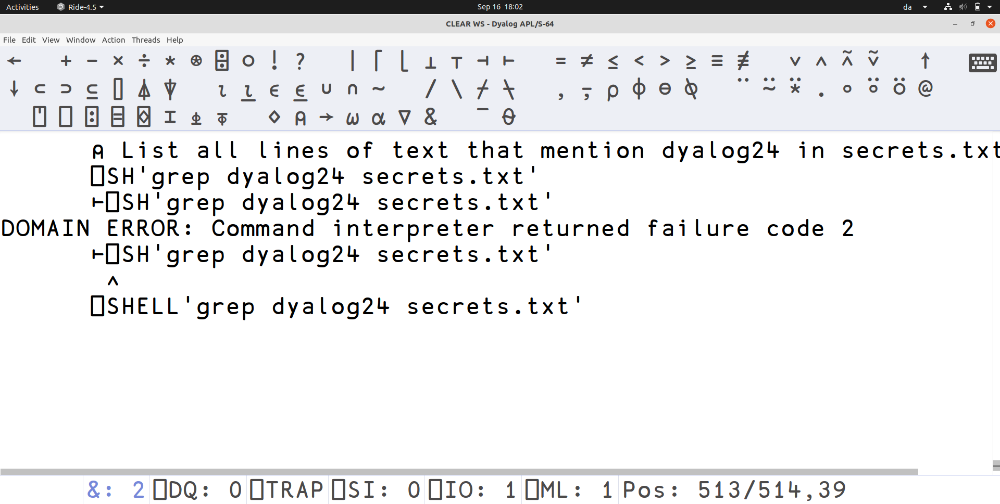 Activities Ride-4.5 Sep 16 18:02 da
CLEAR WS - Dyalog APL/S-64
File Edit View Window Action Threads Help
← + - × ÷ * ⍟ ⌹ ○ ! ? | ⌈ ⌊ ⊥ ⊤ ⊣ ⊢ = ≠ ≤ < > ≥ ≡ ≢ ∨ ∧ ⍲ ⍱ ↑
↓ ⊂ ⊃ ⊆ ⌷ ⍋ ⍒ ⍳ ⍸ ∊ ⍷ ∪ ∩ ~ / \ ⌿ ⍀ , ⍪ ⍴ ⌽ ⊖ ⍉ ¨ ⍨ ⍣ . ∘ ⍤ ⍥ @
⍞ ⎕ ⍠ ⌸ ⌺ ⌶ ⍎ ⍕ ⋄ ⍝ → ⍵ ⍺ ∇ & ¯ ⍬
⍝ List all lines of text that mention dyalog24 in secrets.txt
⎕SH'grep dyalog24 secrets.txt'
⊢⎕SH'grep dyalog24 secrets.txt'
DOMAIN ERROR: Command interpreter returned failure code 2
⊢⎕SH'grep dyalog24 secrets.txt'
∧
⎕SHELL'grep dyalog24 secrets.txt'
&: 2 ⎕DQ: 0 ⎕TRAP ⎕SI: 0 ⎕IO: 1 ⎕ML: 1 Pos: 513/514,39